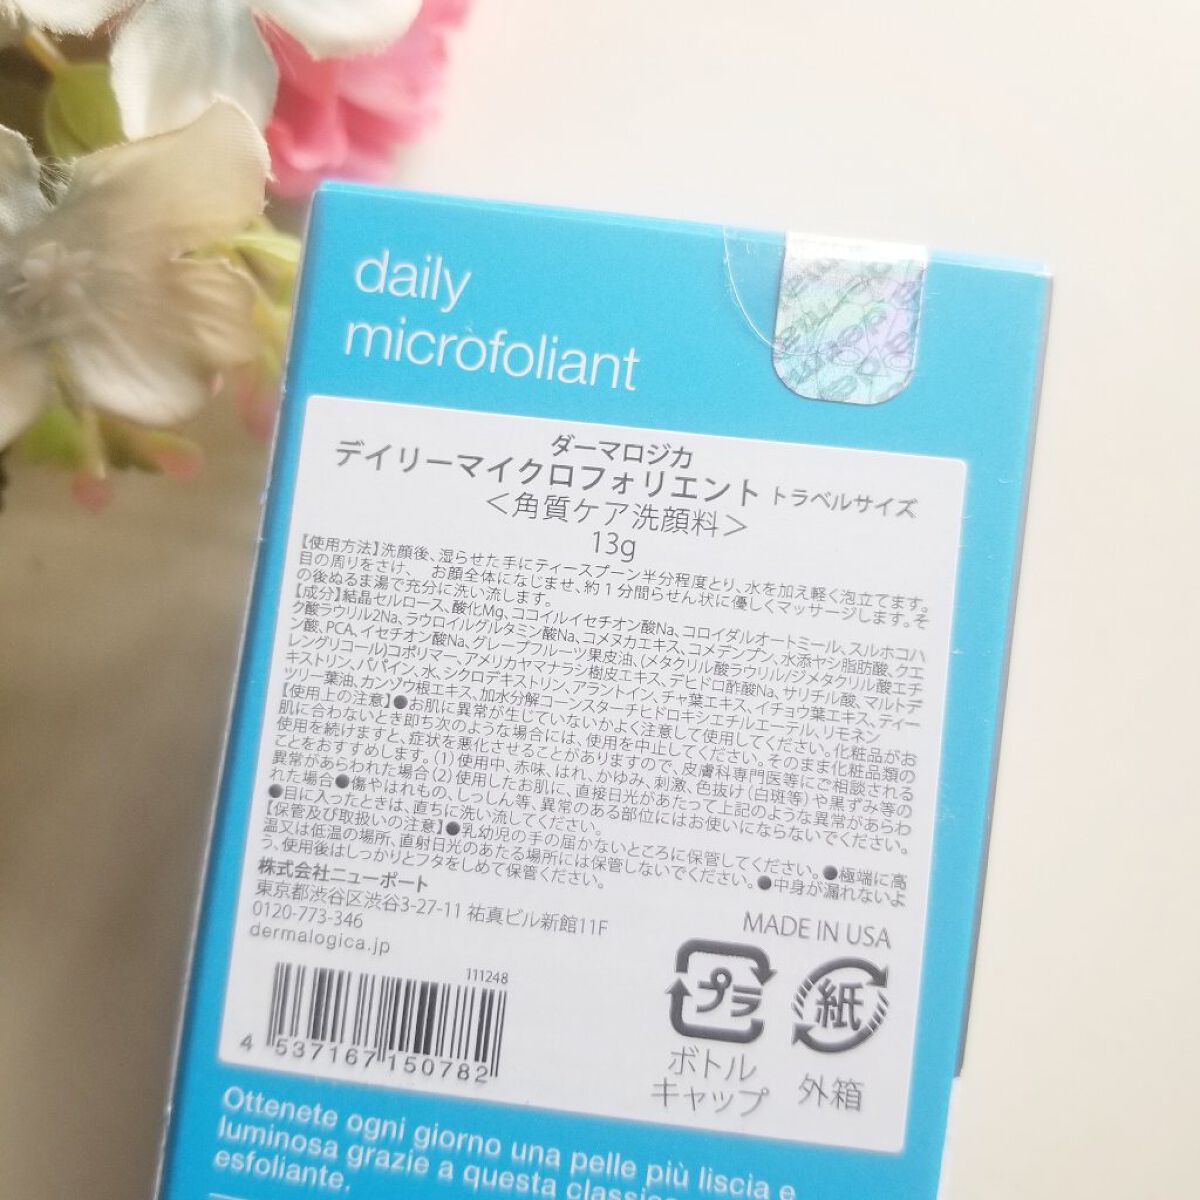 daily
microfoliant
ダーマロジカ
デイリーマイクロフォリエント トラベルサイズ
＜角質ケア洗顔料＞
13g
【使用方法】洗顔後、湿らせた手にティースプーン半分程度とり、水を加え軽く泡立てます。
目の周りをさけ、 お顔全体になじませ、約１分間らせん状に優しくマッサージします。そ
の後ぬるま湯で充分に洗い流します。
【成分】結晶セルロース、酸化Mg、ココイルイセチオン酸Na、コロイダルオートミール、スルホコハ
ク酸ラウリル2Na、ラウロイルグルタミン酸Na、コメヌカエキス、コメデンプン、水添ヤシ脂肪酸、クエ
ン酸、PCA、イセチオン酸Na、グレープフルーツ果皮油、(メタクリル酸ラウリル/ジメタクリル酸エチ
レングリコール)コポリマー、アメリカヤマナラシ樹皮エキス、デヒドロ酢酸Na、サリチル酸、マルトデ
キストリン、パパイン、水、シクロデキストリン、アラントイン、チャ葉エキス、イチョウ葉エキス、ティー
ツリー葉油、カンゾウ根エキス、加水分解コーンスターチヒドロキシエチルエーテル、リモネン
【使用上の注意】●お肌に異常が生じていないかよく注意して使用してください。化粧品がお
肌に合わないとき即ち次のような場合には、使用を中止してください。そのまま化粧品類の
使用を続けますと、症状を悪化させることがありますので、皮膚科専門医等にご相談される
ことをおすすめします。(1) 使用中、赤味、はれ、かゆみ、刺激、色抜け(白斑等)や黒ずみ等の
異常があらわれた場合(2) 使用したお肌に、直接日光があたって上記のような異常があらわ
れた場合●傷やはれもの、しっしん等、異常のある部位にはお使いにならないでください。
●目に入ったときは、直ちに洗い流してください。
【保管及び取扱いの注意】●乳幼児の手の届かないところに保管してください。●極端に高
温又は低温の場所、直射日光のあたる場所には保管しないでください。●中身が漏れないよ
う、使用後はしっかりとフタをしめて保管ください。
株式会社ニューポート
東京都渋谷区渋谷3-27-11 祐真ビル新館11F
0120-773-346
dermalogica.jp
MADE IN USA
111248
4 537167 150782
プラ
ボトル
キャップ
紙
外箱
Ottenete ogni giorno una pelle più liscia e
luminosa grazie a questa classico
esfoliante.